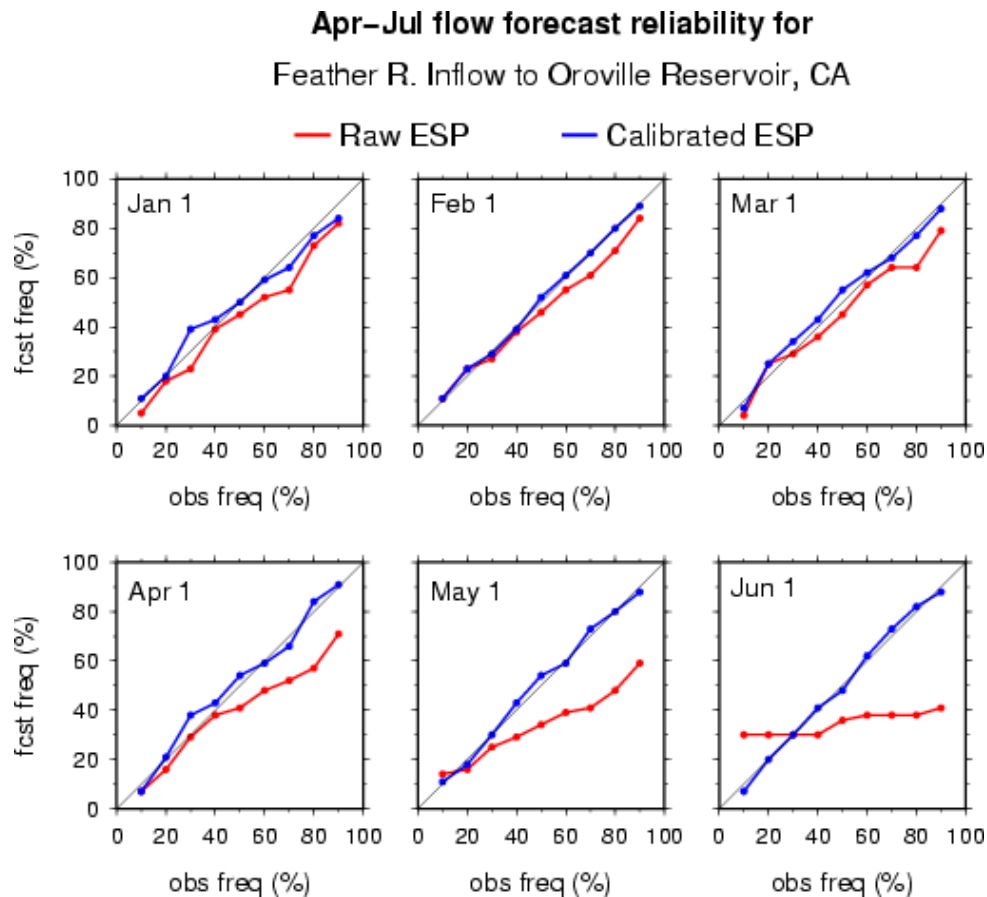 Apr–Jul flow forecast reliability for
Feather R. Inflow to Oroville Reservoir, CA
Raw ESP Calibrated ESP
Jan 1
Feb 1
Mar 1
fcst freq (%)
100
80
60
40
20
0
0 20 40 60 80 100
0 20 40 60 80 100
0 20 40 60 80 100
obs freq (%)
obs freq (%)
obs freq (%)
Apr 1
May 1
Jun 1
fcst freq (%)
100
80
60
40
20
0
0 20 40 60 80 100
0 20 40 60 80 100
0 20 40 60 80 100
obs freq (%)
obs freq (%)
obs freq (%)